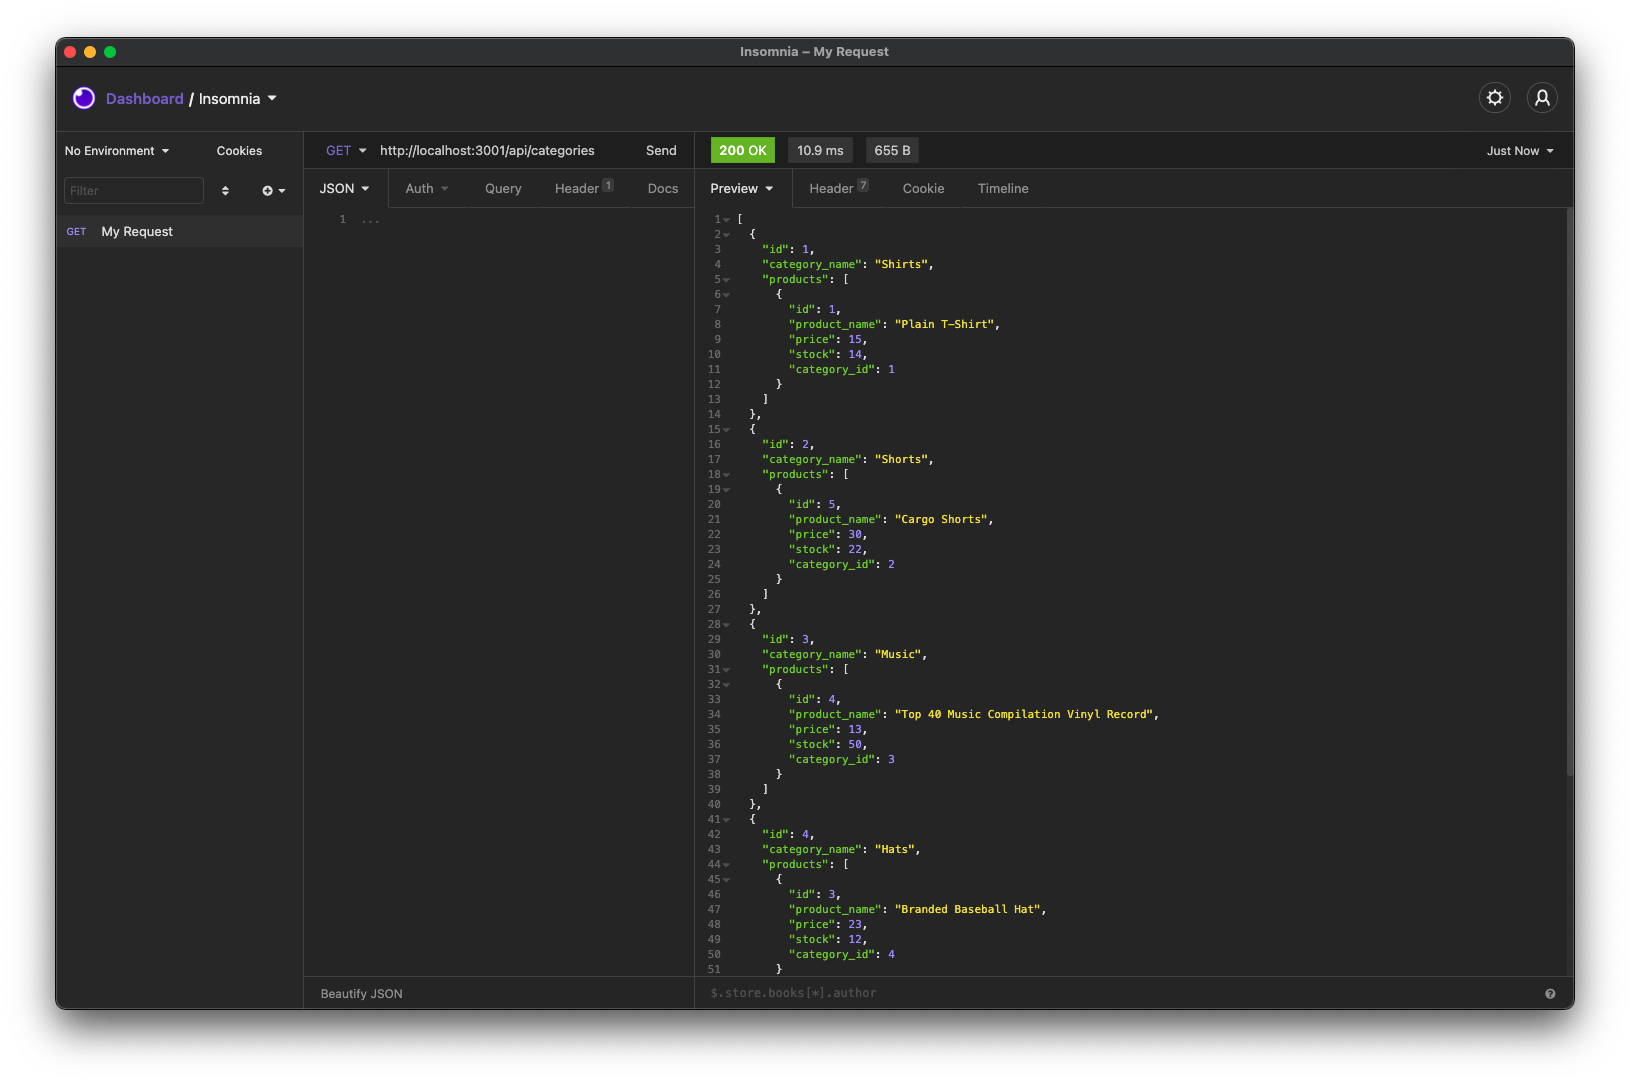 Insomnia – My Request
Dashboard / Insomnia
No Environment
Cookies
GET http://localhost:3001/api/categories Send
200 OK 10.9 ms 655 B
Just Now
Filter
JSON Auth Query Header 1 Docs
Preview Header 7 Cookie Timeline
GET My Request
1 ...
1 [
2 {
3 "id": 1,
4 "category_name": "Shirts",
5 "products": [
6 {
7 "id": 1,
8 "product_name": "Plain T-Shirt",
9 "price": 15,
10 "stock": 14,
11 "category_id": 1
12 }
13 ]
14 },
15 {
16 "id": 2,
17 "category_name": "Shorts",
18 "products": [
19 {
20 "id": 5,
21 "product_name": "Cargo Shorts",
22 "price": 30,
23 "stock": 22,
24 "category_id": 2
25 }
26 ]
27 },
28 {
29 "id": 3,
30 "category_name": "Music",
31 "products": [
32 {
33 "id": 4,
34 "product_name": "Top 40 Music Compilation Vinyl Record",
35 "price": 13,
36 "stock": 50,
37 "category_id": 3
38 }
39 ]
40 },
41 {
42 "id": 4,
43 "category_name": "Hats",
44 "products": [
45 {
46 "id": 3,
47 "product_name": "Branded Baseball Hat",
48 "price": 23,
49 "stock": 12,
50 "category_id": 4
51 }
Beautify JSON
$.store.books[*].author